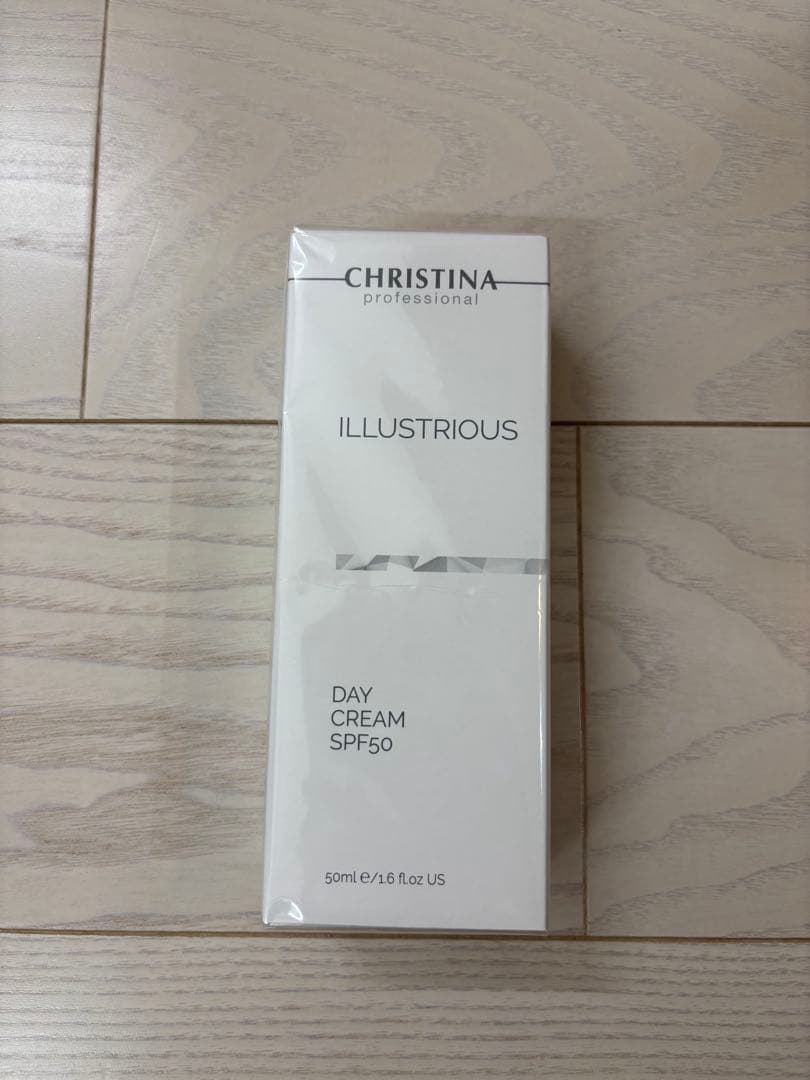 CHRISTINA
professional
ILLUSTRIOUS
DAY
CREAM
SPF50
50ml ℮/1.6 fl.oz US